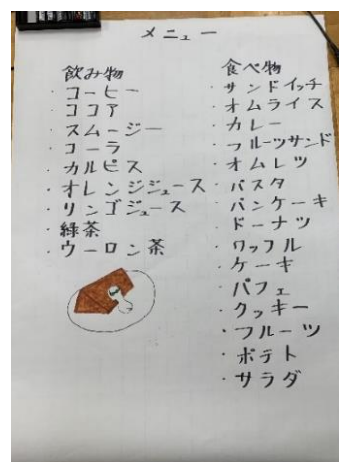 メニュー
飲み物
・コーヒー
・ココア
・スムージー
・コーラ
・カルピス
・オレンジジュース
・リンゴジュース
・緑茶
・ウーロン茶
食べ物
・サンドイッチ
・オムライス
・カレー
・フルーツサンド
・オムレツ
・パスタ
・パンケーキ
・ドーナツ
・ワッフル
・ケーキ
・パフェ
・クッキー
・フルーツ
・ポテト
・サラダ